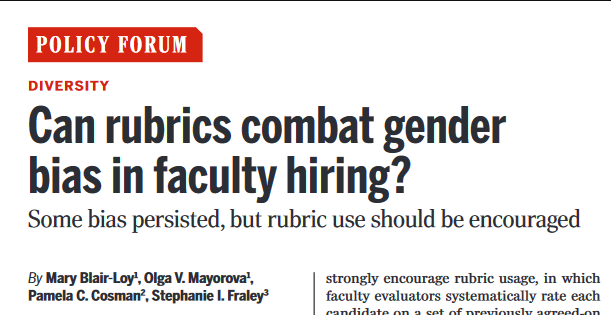 POLICY FORUM
DIVERSITY
Can rubrics combat gender
bias in faculty hiring?
Some bias persisted, but rubric use should be encouraged
By Mary Blair-Loy¹, Olga V. Mayorova¹,
Pamela C. Cosman², Stephanie I. Fraley³
strongly encourage rubric usage, in which
faculty evaluators systematically rate each
candidate on a set of previously agreed-on